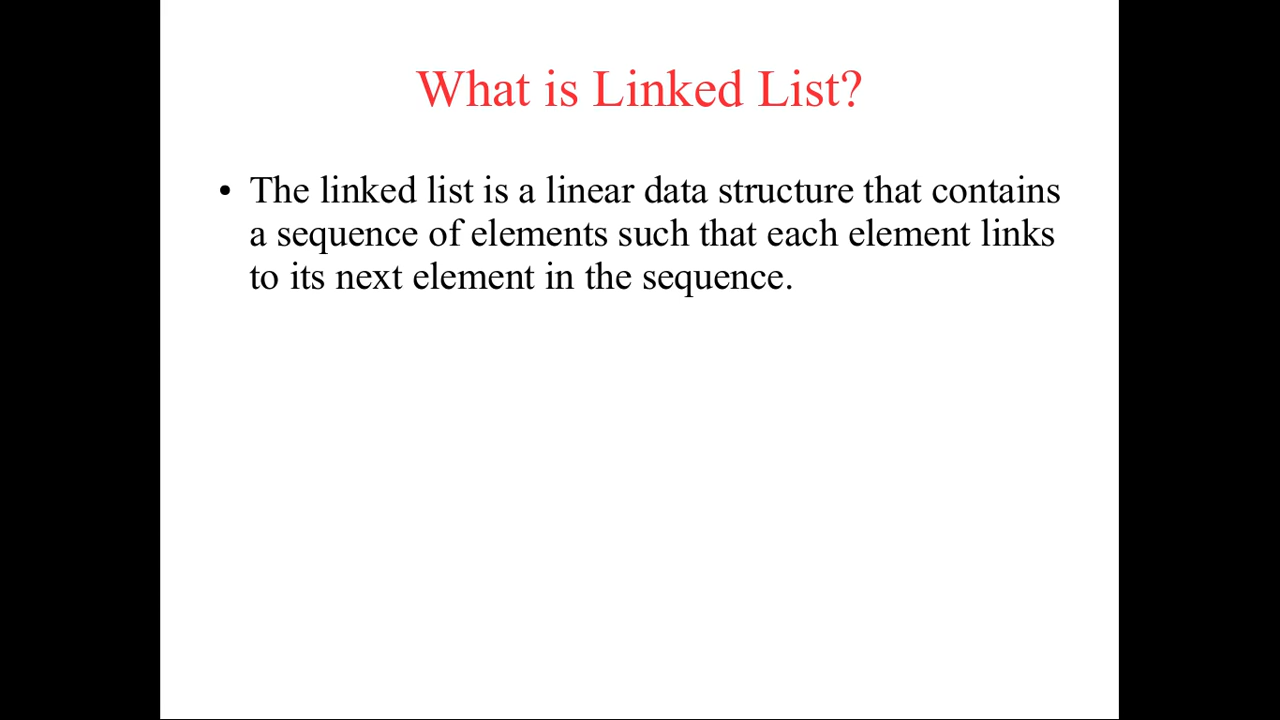 What is Linked List?
• The linked list is a linear data structure that contains
a sequence of elements such that each element links
to its next element in the sequence.